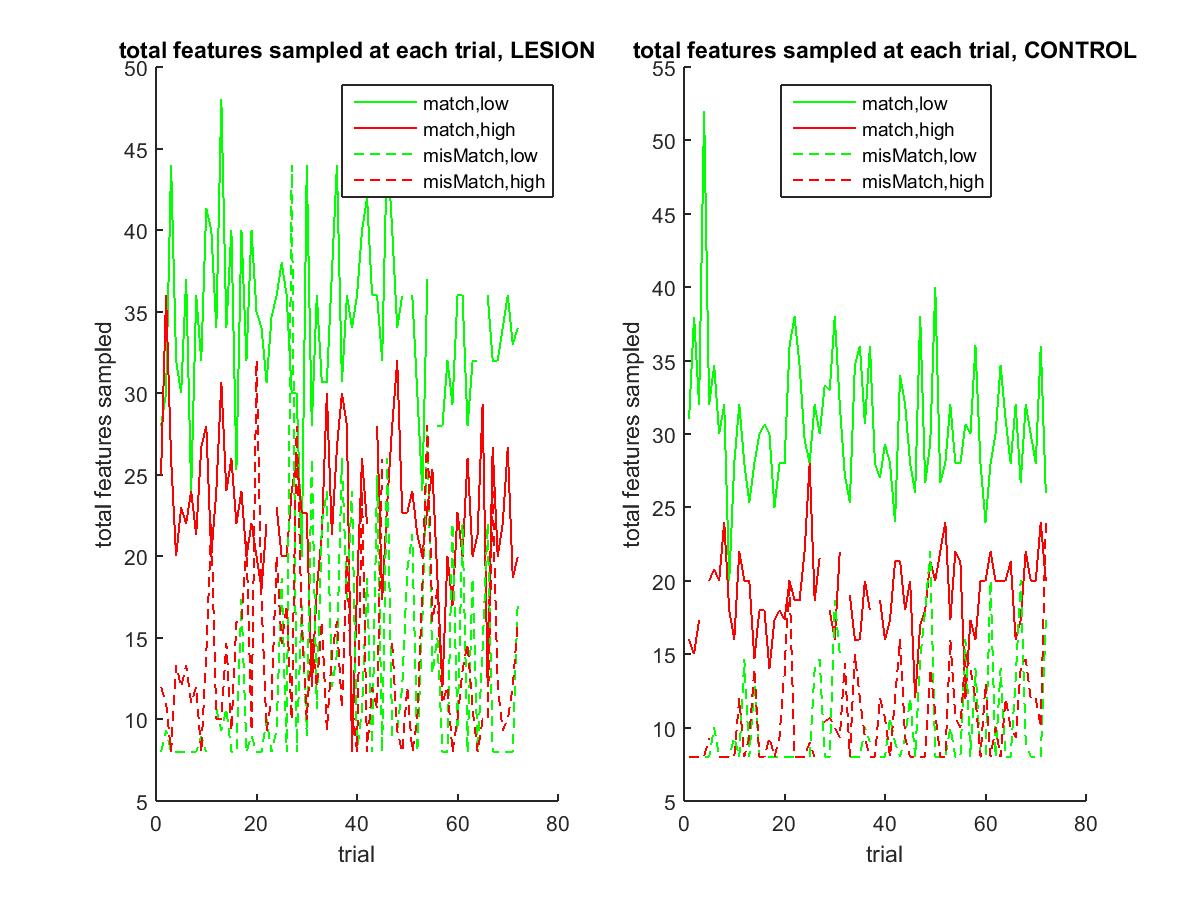 total features sampled at each trial, LESION
50
45
40
35
30
25
20
15
10
5
0
20
40
60
80
total features sampled
trial
match,low
match,high
misMatch,low
misMatch,high
total features sampled at each trial, CONTROL
55
50
45
40
35
30
25
20
15
10
5
0
20
40
60
80
total features sampled
trial
match,low
match,high
misMatch,low
misMatch,high